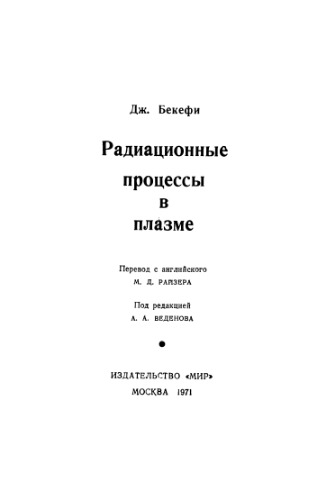 Дж. Бекефи
Радиационные
процессы
в
плазме
Перевод с английского
М. Д. РАЙЗЕРА
Под редакцией
А. А. ВЕДЕНОВА
ИЗДАТЕЛЬСТВО «МИР»
МОСКВА 1971